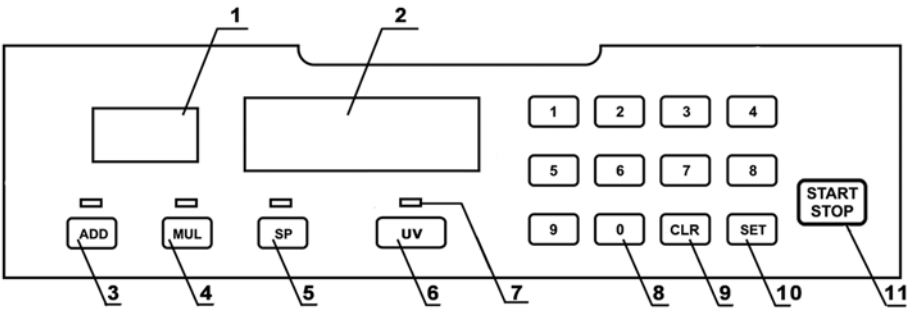 1 2
1 2 3 4
5 6 7 8
START
STOP
ADD MUL SP UV 9 0 CLR SET
3 4 5 6 7 8 9 10 11